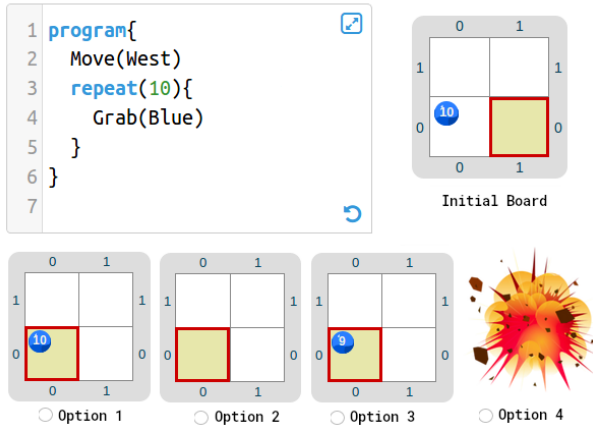 1 program{
2 Move(West)
3 repeat(10){
4 Grab(Blue)
5 }
6 }
7
0 1
1 1
10
0 0
0 1
Initial Board
0 1
1 1
10
0 0
0 1
Option 1
0 1
1 1
0 0
0 1
Option 2
0 1
1 1
9
0 0
0 1
Option 3
Option 4